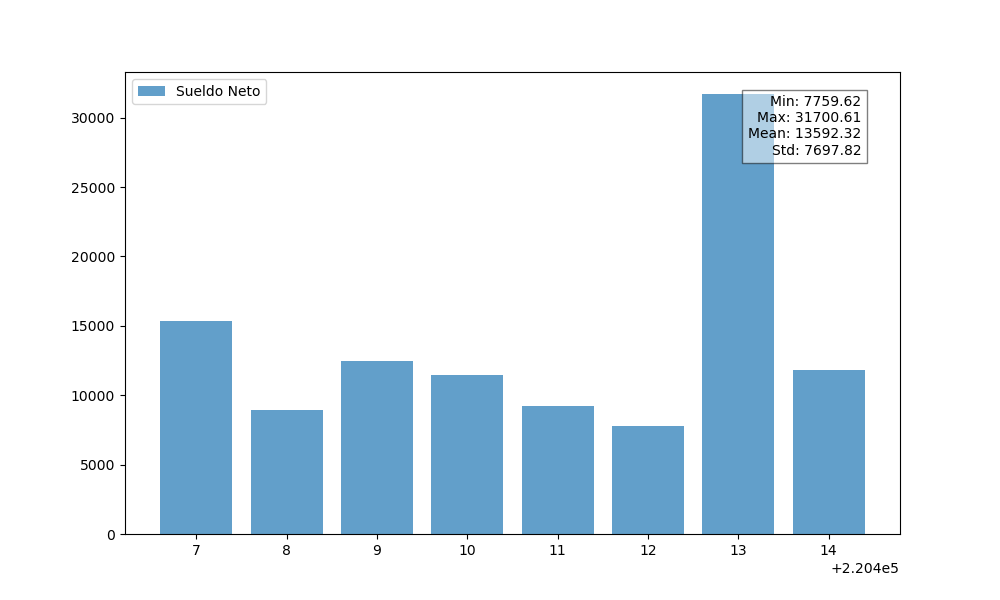 Sueldo Neto
Min: 7759.62
Max: 31700.61
Mean: 13592.32
Std: 7697.82
30000
25000
20000
15000
10000
5000
0
7 8 9 10 11 12 13 14
+2.204e5